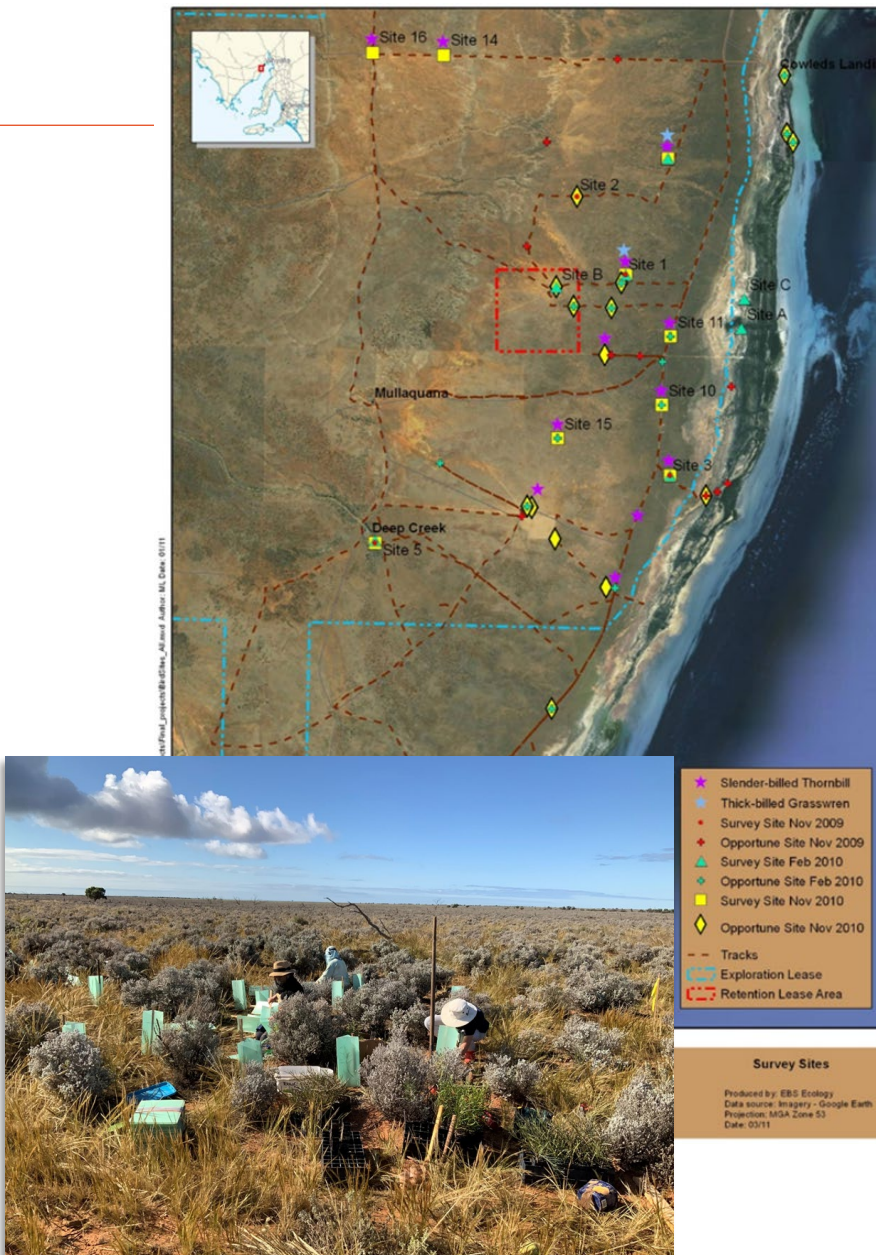 Site 16
Site 14
Cowleds Land
Site 2
Site 1
Site B
Site C
Site A
Site 11
Mullaquana
Site 10
Site 15
Site 3
Deep Creek
Site 5
Slender-billed Thornbill
Thick-billed Grasswren
Survey Site Nov 2009
Opportune Site Nov 2009
Survey Site Feb 2010
Opportune Site Feb 2010
Survey Site Nov 2010
Opportune Site Nov 2010
Tracks
Exploration Lease
Retention Lease Area
Survey Sites
Produced by: EBS Ecology
Data source: Imagery - Google Earth
Projection: MGA Zone 53
Date: 03/11